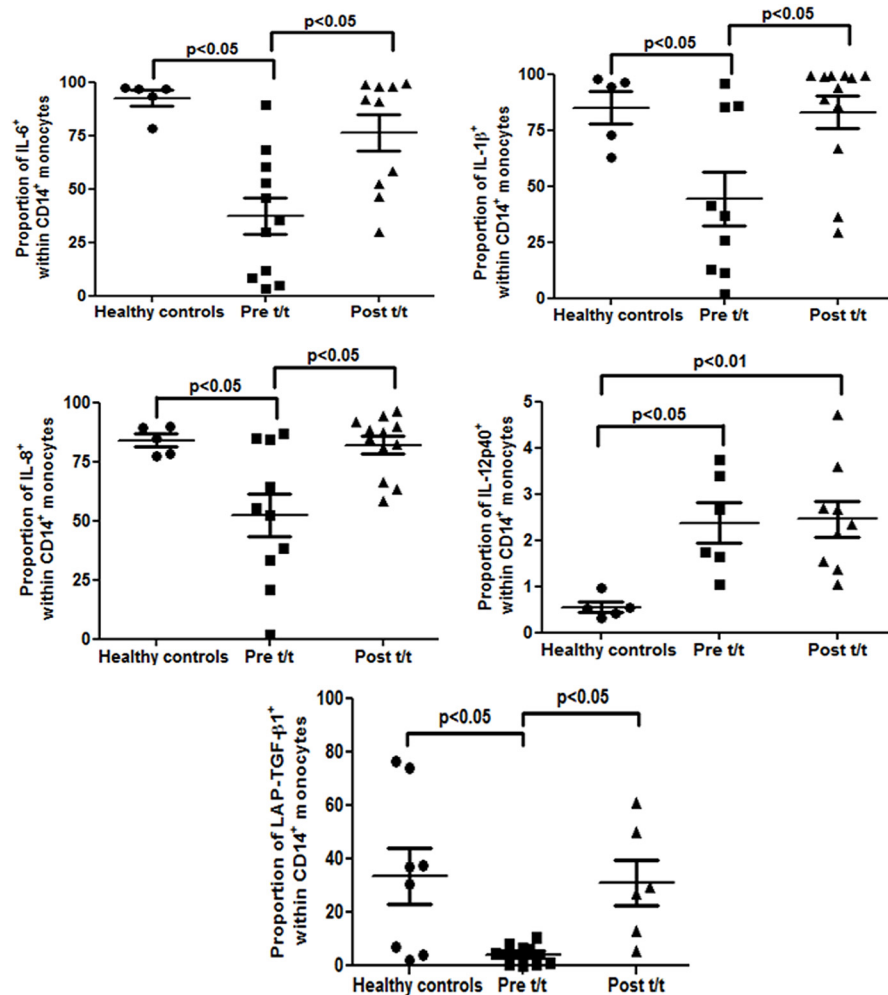 p<0.05
p<0.05
Proportion of IL-6⁺
within CD14⁺ monocytes
100
75
50
25
0
Healthy controls Pre t/t Post t/t
p<0.05
p<0.05
Proportion of IL-1β⁺
within CD14⁺ monocytes
100
75
50
25
0
Healthy controls Pre t/t Post t/t
p<0.05
p<0.05
Proportion of IL-8⁺
within CD14⁺ monocytes
100
75
50
25
0
Healthy controls Pre t/t Post t/t
p<0.01
p<0.05
Proportion of IL-12p40⁺
within CD14⁺ monocytes
5
4
3
2
1
0
Healthy controls Pre t/t Post t/t
p<0.05
p<0.05
Proportion of LAP-TGF-β1⁺
within CD14⁺ monocytes
100
80
60
40
20
0
Healthy controls Pre t/t Post t/t